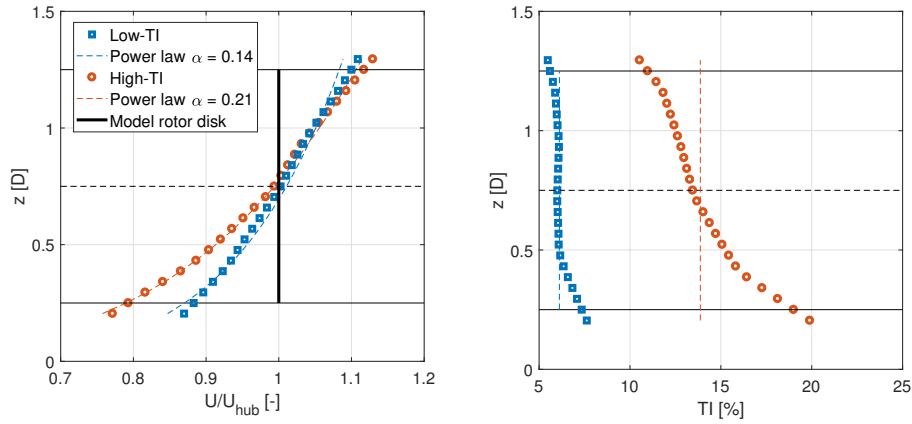 1.5
1
0.5
0
z [D]
Low-TI
Power law α = 0.14
High-TI
Power law α = 0.21
Model rotor disk
0.7 0.8 0.9 1 1.1 1.2
U/U_hub [-]
1.5
1
0.5
0
z [D]
5 10 15 20 25
TI [%]